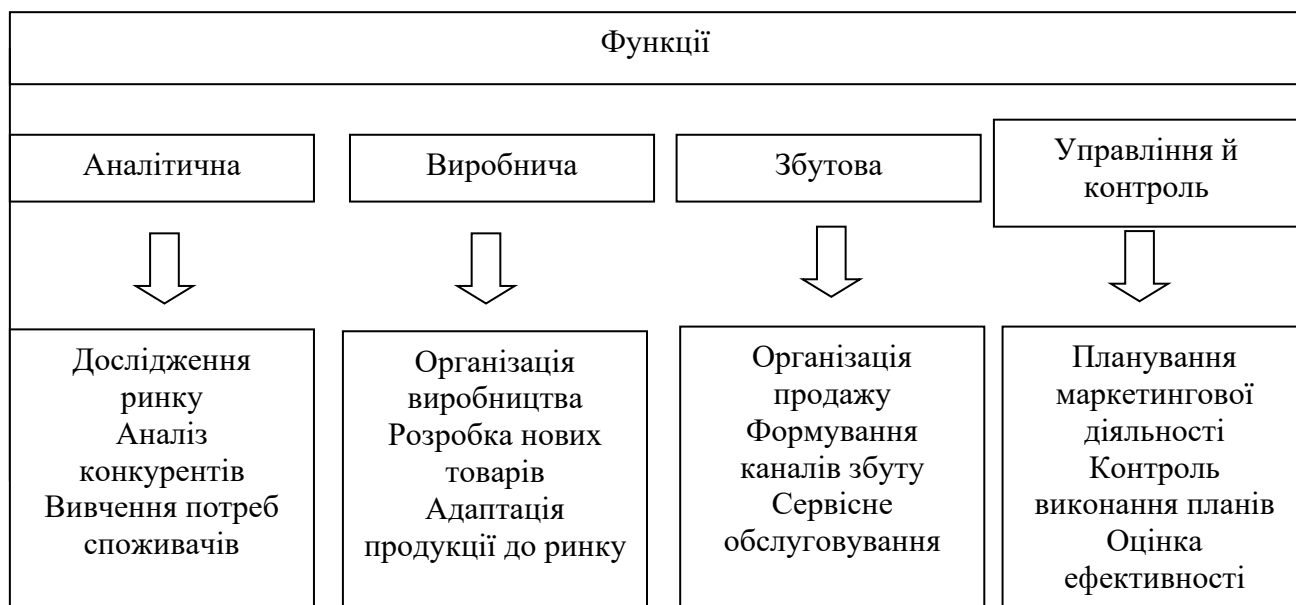 Функції
Аналітична
Виробнича
Збутова
Управління й
контроль
Дослідження
ринку
Аналіз
конкурентів
Вивчення потреб
споживачів
Організація
виробництва
Розробка нових
товарів
Адаптація
продукції до ринку
Організація
продажу
Формування
каналів збуту
Сервісне
обслуговування
Планування
маркетингової
діяльності
Контроль
виконання планів
Оцінка
ефективності